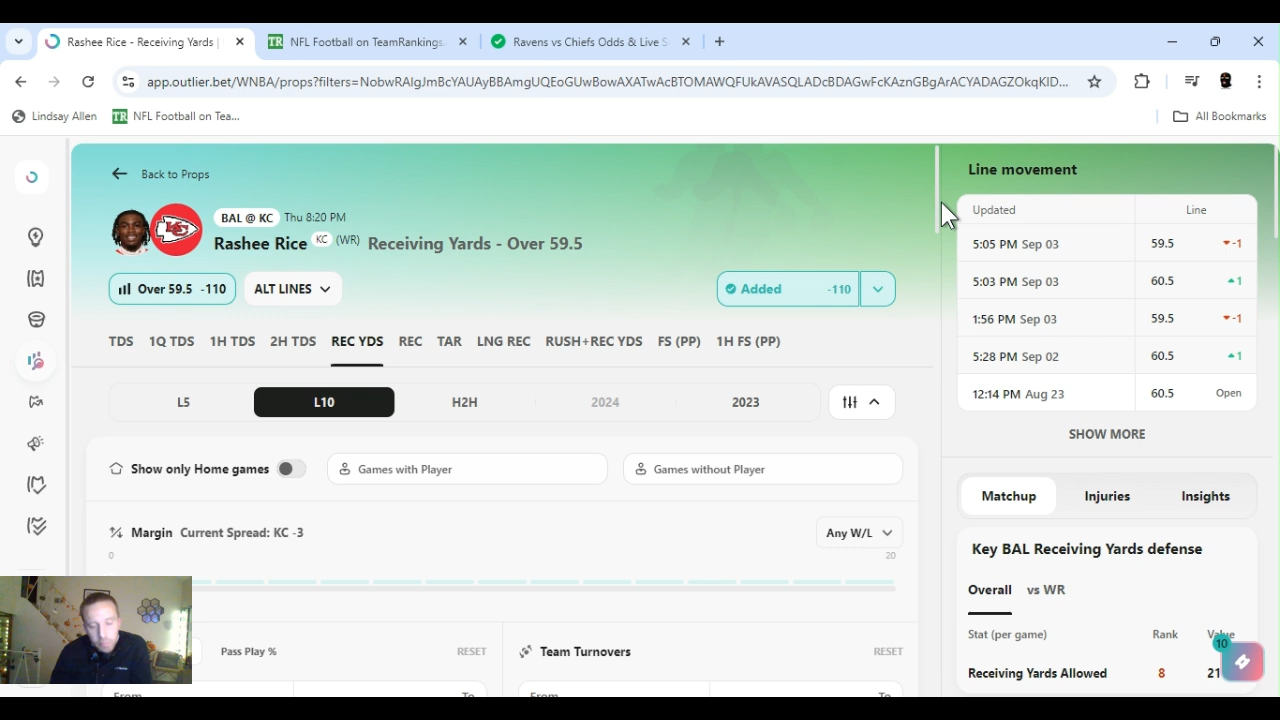 Rashee Rice - Receiving Yards |
NFL Football on TeamRankings.
Ravens vs Chiefs Odds & Live S
app.outlier.bet/WNBA/props?filters=
Lindsay Allen
NFL Football on Tea...
All Bookmarks
Back to Props
BAL @ KC Thu 8:20 PM
Rashee Rice KC (WR) Receiving Yards - Over 59.5
Over 59.5 -110
ALT LINES
Added -110
TDS 1Q TDS 1H TDS 2H TDS REC YDS REC TAR LNG REC RUSH+REC YDS FS (PP) 1H FS (PP)
L5 L10 H2H 2024 2023
Show only Home games
Games with Player
Games without Player
Margin Current Spread: KC -3
Any W/L
0
20
Pass Play %
RESET
Team Turnovers
RESET
From
To
From
To
Line movement
Updated Line
5:05 PM Sep 03 59.5 -1
5:03 PM Sep 03 60.5 1
1:56 PM Sep 03 59.5 -1
5:28 PM Sep 02 60.5 1
12:14 PM Aug 23 60.5 Open
SHOW MORE
Matchup Injuries Insights
Key BAL Receiving Yards defense
Overall vs WR
Stat (per game) Rank
10
Receiving Yards Allowed 8